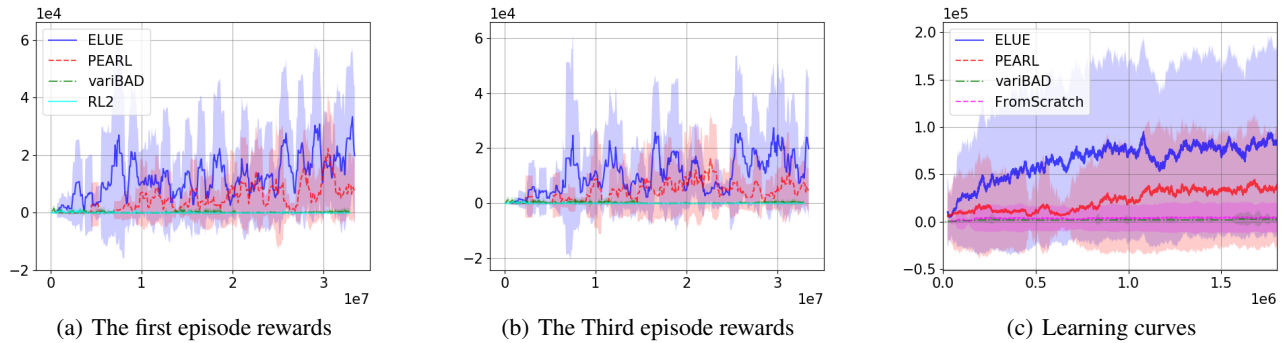 1e4
6
4
2
0
−2
ELUE
PEARL
variBAD
RL2
0
1
2
3
1e7
(a) The first episode rewards
1e4
6
4
2
0
−2
0
1
2
3
1e7
(b) The Third episode rewards
1e5
2.0
1.5
1.0
0.5
0.0
−0.5
ELUE
PEARL
variBAD
FromScratch
0.0
0.5
1.0
1.5
1e6
(c) Learning curves